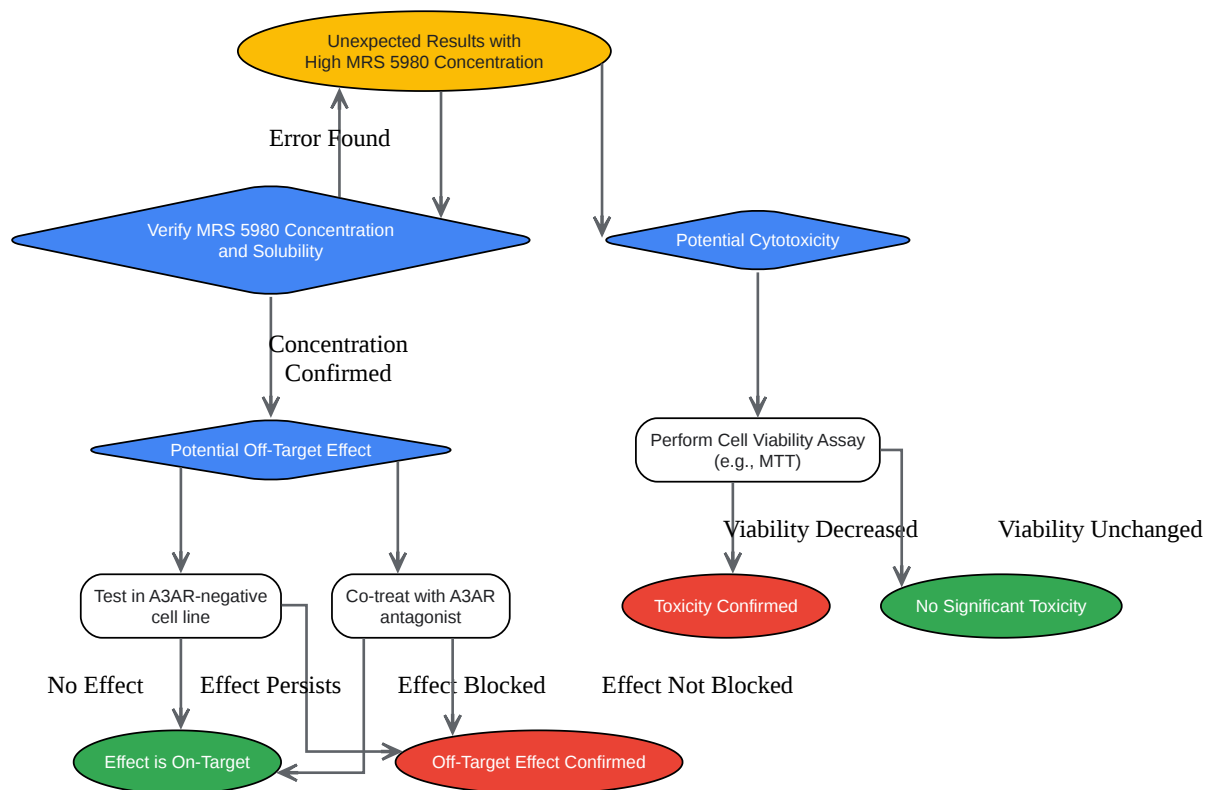 Unexpected Results with
High MRS 5980 Concentration
Error Found
Verify MRS 5980 Concentration
and Solubility
Potential Cytotoxicity
Concentration
Confirmed
Potential Off-Target Effect
Perform Cell Viability Assay
(e.g., MTT)
Viability Decreased
Viability Unchanged
Test in A3AR-negative
cell line
Co-treat with A3AR
antagonist
Toxicity Confirmed
No Significant Toxicity
No Effect
Effect Persists
Effect Blocked
Effect Not Blocked
Effect is On-Target
Off-Target Effect Confirmed